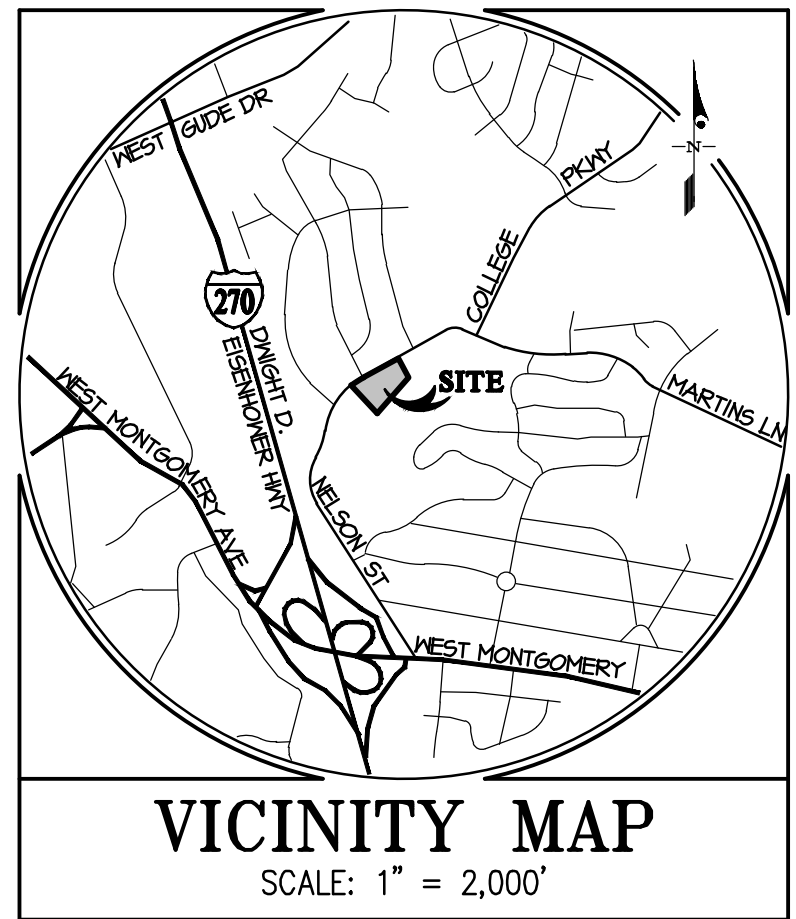 WEST GUDE DR
N
PKWY
COLLEGE
270
DWIGHT D.
EISENHOWER HWY
SITE
MARTINS LN
WEST MONTGOMERY AVE
NELSON ST
WEST MONTGOMERY
VICINITY MAP
SCALE: 1" = 2,000'